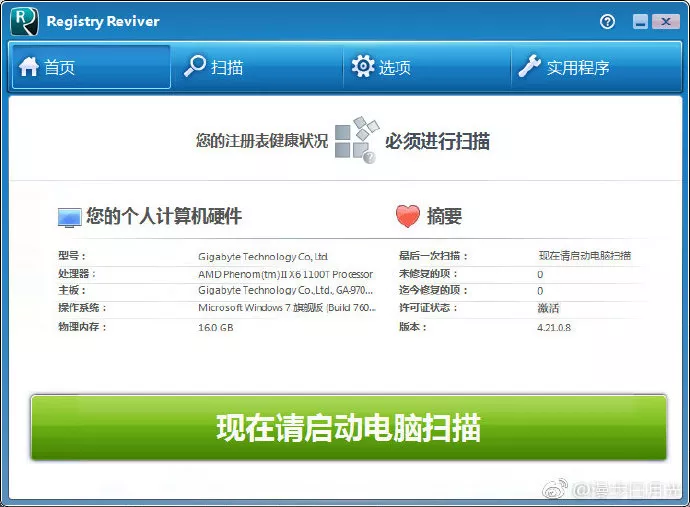 Registry Reviver
首页
扫描
选项
实用程序
您的注册表健康状况 必须进行扫描
您的个人计算机硬件
型号: Gigabyte Technology Co., Ltd.
处理器: AMD Phenom(tm) II X6 1100T Processor
主板: Gigabyte Technology Co., Ltd., GA-970...
操作系统: Microsoft Windows 7 旗舰版 (Build 760...
物理内存: 16.0 GB
摘要
最后一次扫描: 现在请启动电脑扫描
未修复的项: 0
迄今修复的项: 0
许可证状态: 激活
版本: 4.21.0.8
现在请启动电脑扫描